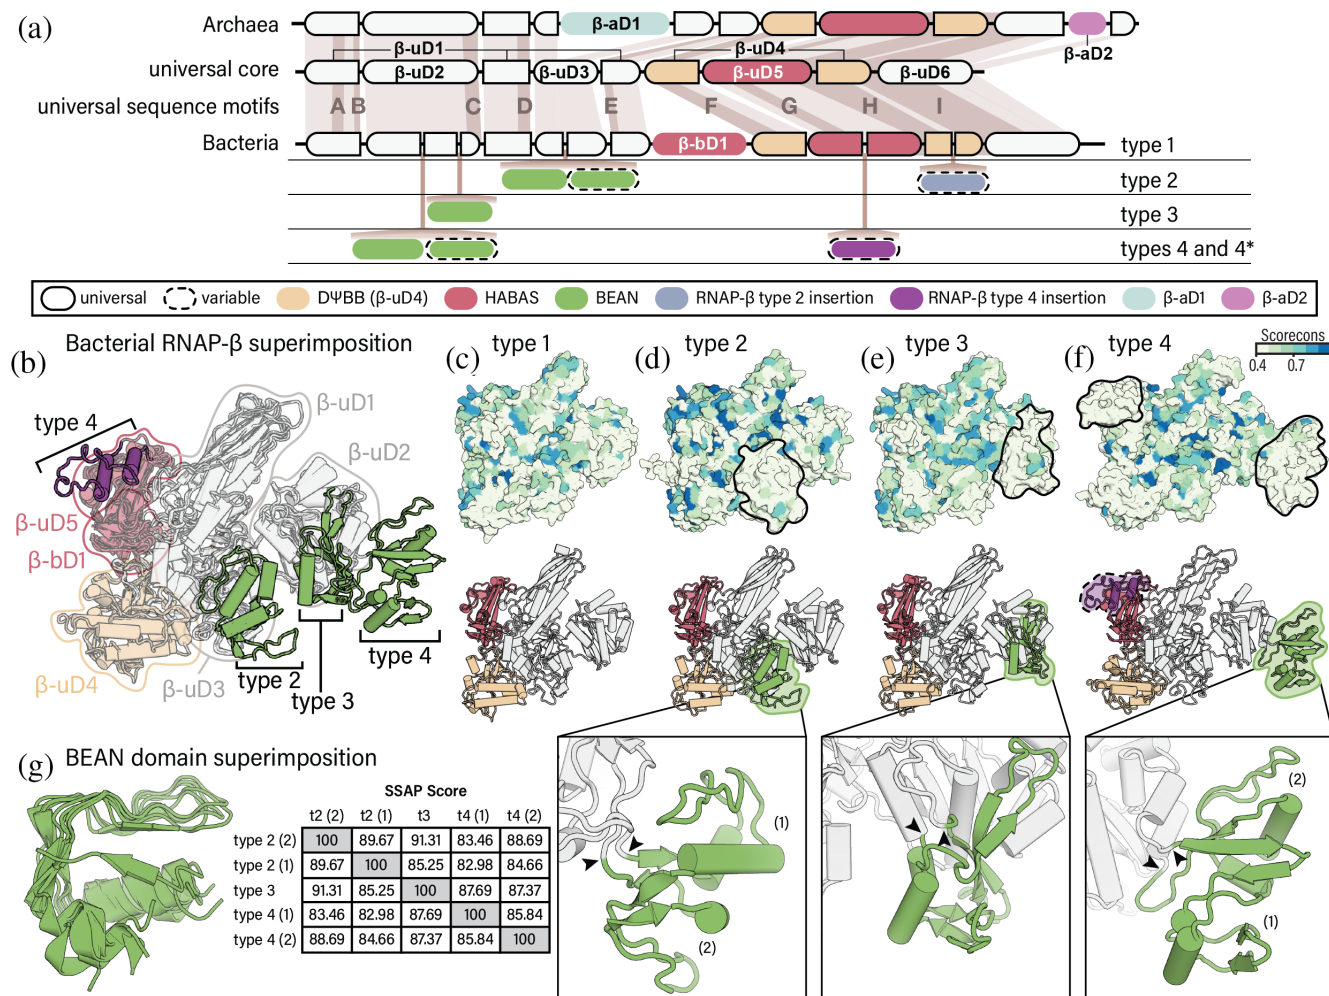 (a)
Archaea
β-aD1
β-aD2
β-uD1
β-uD4
universal core
β-uD2
β-uD3
β-uD5
β-uD6
universal sequence motifs
A B C D E F G H I
Bacteria
β-bD1
type 1
type 2
type 3
types 4 and 4*
universal
variable
DΨBB (β-uD4)
HABAS
BEAN
RNAP-β type 2 insertion
RNAP-β type 4 insertion
β-aD1
β-aD2
(b)
Bacterial RNAP-β superimposition
type 4
β-uD1
β-uD2
β-uD5
β-bD1
β-uD4
β-uD3
type 2
type 3
type 4
(c)
type 1
(d)
type 2
(e)
type 3
(f)
type 4
Scorecons
0.4 0.7
(1)
(2)
(2)
(1)
(g)
BEAN domain superimposition
SSAP Score
t2 (2) t2 (1) t3 t4 (1) t4 (2)
type 2 (2) 100 89.67 91.31 83.46 88.69
type 2 (1) 89.67 100 85.25 82.98 84.66
type 3 91.31 85.25 100 87.69 87.37
type 4 (1) 83.46 82.98 87.69 100 85.84
type 4 (2) 88.69 84.66 87.37 85.84 100